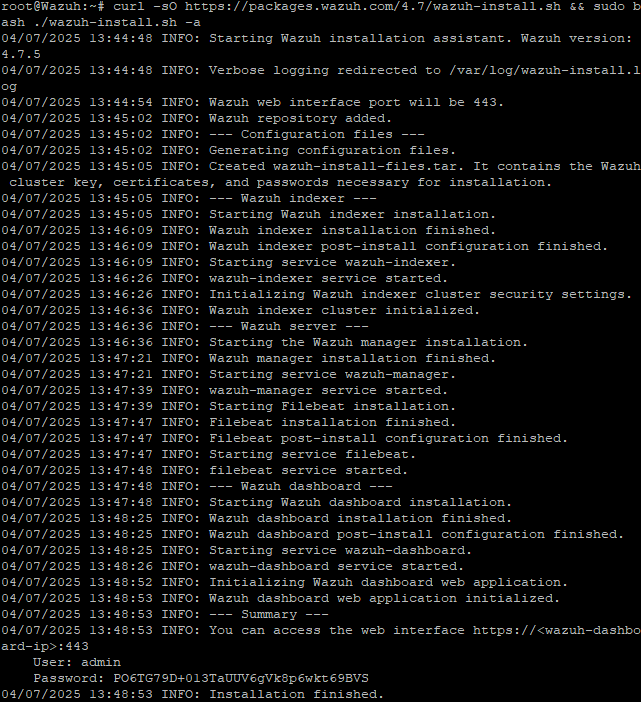 root@Wazuh:~# curl -sO https://packages.wazuh.com/4.7/wazuh-install.sh && sudo b
ash ./wazuh-install.sh -a
04/07/2025 13:44:48 INFO: Starting Wazuh installation assistant. Wazuh version:
4.7.5
04/07/2025 13:44:48 INFO: Verbose logging redirected to /var/log/wazuh-install.l
og
04/07/2025 13:44:54 INFO: Wazuh web interface port will be 443.
04/07/2025 13:45:02 INFO: Wazuh repository added.
04/07/2025 13:45:02 INFO: --- Configuration files ---
04/07/2025 13:45:02 INFO: Generating configuration files.
04/07/2025 13:45:05 INFO: Created wazuh-install-files.tar. It contains the Wazuh
 cluster key, certificates, and passwords necessary for installation.
04/07/2025 13:45:05 INFO: --- Wazuh indexer ---
04/07/2025 13:45:05 INFO: Starting Wazuh indexer installation.
04/07/2025 13:46:09 INFO: Wazuh indexer installation finished.
04/07/2025 13:46:09 INFO: Wazuh indexer post-install configuration finished.
04/07/2025 13:46:09 INFO: Starting service wazuh-indexer.
04/07/2025 13:46:26 INFO: wazuh-indexer service started.
04/07/2025 13:46:26 INFO: Initializing Wazuh indexer cluster security settings.
04/07/2025 13:46:36 INFO: Wazuh indexer cluster initialized.
04/07/2025 13:46:36 INFO: --- Wazuh server ---
04/07/2025 13:46:36 INFO: Starting the Wazuh manager installation.
04/07/2025 13:47:21 INFO: Wazuh manager installation finished.
04/07/2025 13:47:21 INFO: Starting service wazuh-manager.
04/07/2025 13:47:39 INFO: wazuh-manager service started.
04/07/2025 13:47:39 INFO: Starting Filebeat installation.
04/07/2025 13:47:47 INFO: Filebeat installation finished.
04/07/2025 13:47:47 INFO: Filebeat post-install configuration finished.
04/07/2025 13:47:47 INFO: Starting service filebeat.
04/07/2025 13:47:48 INFO: filebeat service started.
04/07/2025 13:47:48 INFO: --- Wazuh dashboard ---
04/07/2025 13:47:48 INFO: Starting Wazuh dashboard installation.
04/07/2025 13:48:25 INFO: Wazuh dashboard installation finished.
04/07/2025 13:48:25 INFO: Wazuh dashboard post-install configuration finished.
04/07/2025 13:48:25 INFO: Starting service wazuh-dashboard.
04/07/2025 13:48:26 INFO: wazuh-dashboard service started.
04/07/2025 13:48:52 INFO: Initializing Wazuh dashboard web application.
04/07/2025 13:48:53 INFO: Wazuh dashboard web application initialized.
04/07/2025 13:48:53 INFO: --- Summary ---
04/07/2025 13:48:53 INFO: You can access the web interface https://<wazuh-dashbo
ard-ip>:443
    User: admin
    Password: PO6TG79D+013TaUUV6gVk8p6wkt69BVS
04/07/2025 13:48:53 INFO: Installation finished.